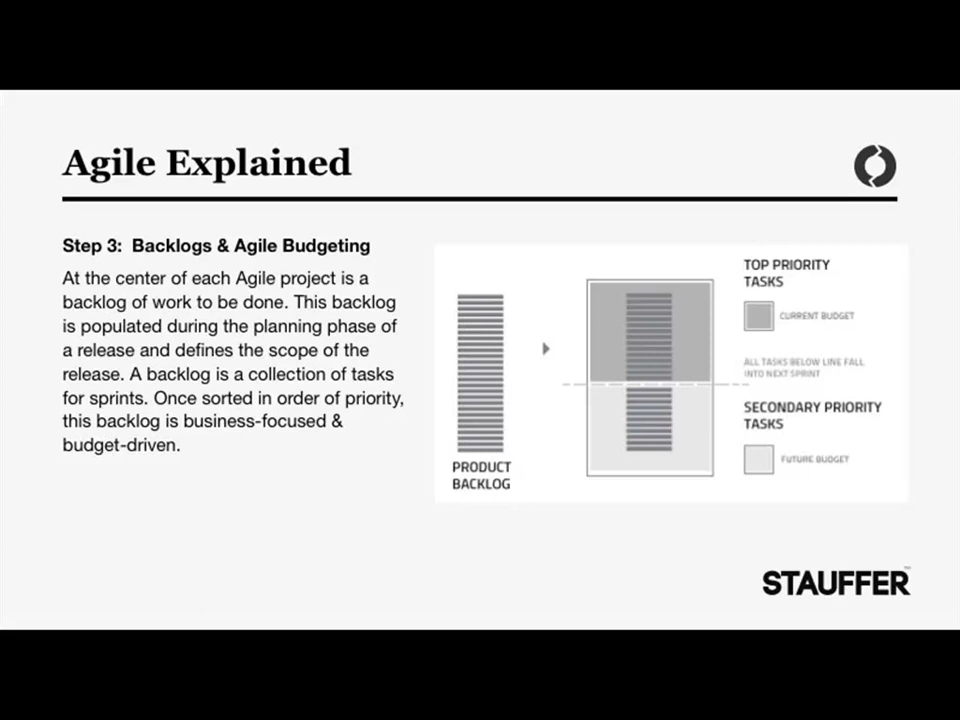 Agile Explained
Step 3: Backlogs & Agile Budgeting
At the center of each Agile project is a
backlog of work to be done. This backlog
is populated during the planning phase of
a release and defines the scope of the
release. A backlog is a collection of tasks
for sprints. Once sorted in order of priority,
this backlog is business-focused &
budget-driven.
PRODUCT
BACKLOG
TOP PRIORITY
TASKS
CURRENT BUDGET
ALL TASKS BELOW LINE FALL
INTO NEXT SPRINT
SECONDARY PRIORITY
TASKS
FUTURE BUDGET
STAUFFER™